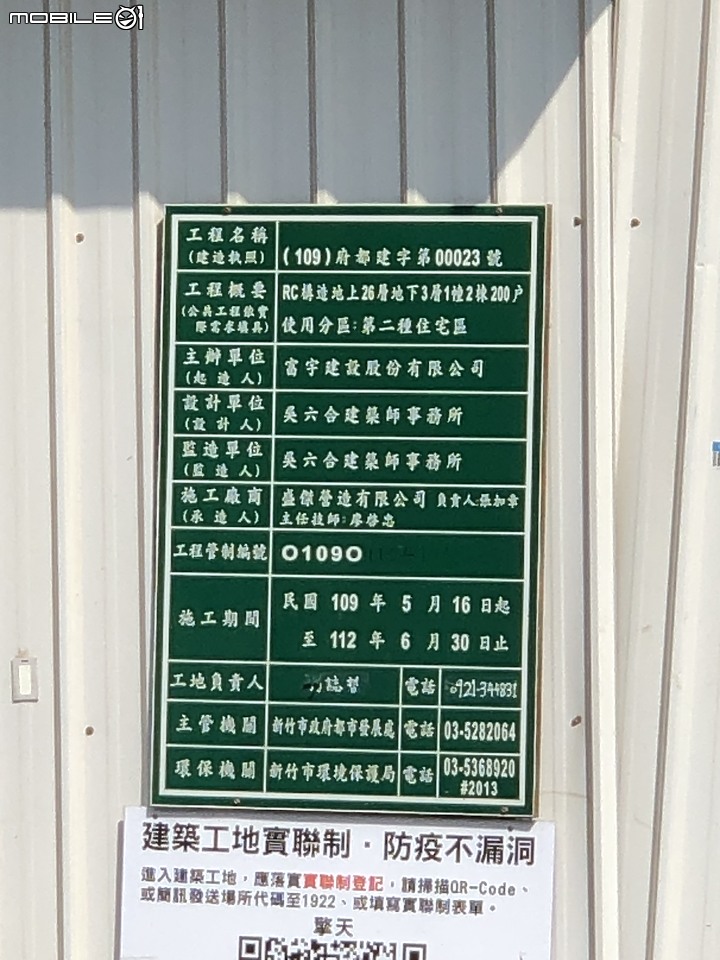 MOBILE01
工程名稱
(建造執照)
(109)府都建字第00023號
工程概要
(公共工程依實
際需求填具)
RC構造地上26層地下3層1幢2棟200戶
使用分區:第二種住宅區
主辦單位
(起造人)
富宇建設股份有限公司
設計單位
(設計人)
吳六合建築師事務所
監造單位
(監造人)
吳六合建築師事務所
施工廠商
(承造人)
盛傑營造有限公司 負責人:張加章
主任技師:廖啓忠
工程管制編號
O109O
施工期間
民國 109 年 5 月 16 日起
至 112 年 6 月 30 日止
工地負責人
電話
0921-344831
主管機關
新竹市政府都市發展處
電話
03-5282064
環保機關
新竹市環境保護局
電話
03-5368920
#2013
建築工地實聯制·防疫不漏洞
進入建築工地,應落實實聯制登記,請掃描QR-Code、
或簡訊發送場所代碼至1922、或填寫實聯制表單。
擎天